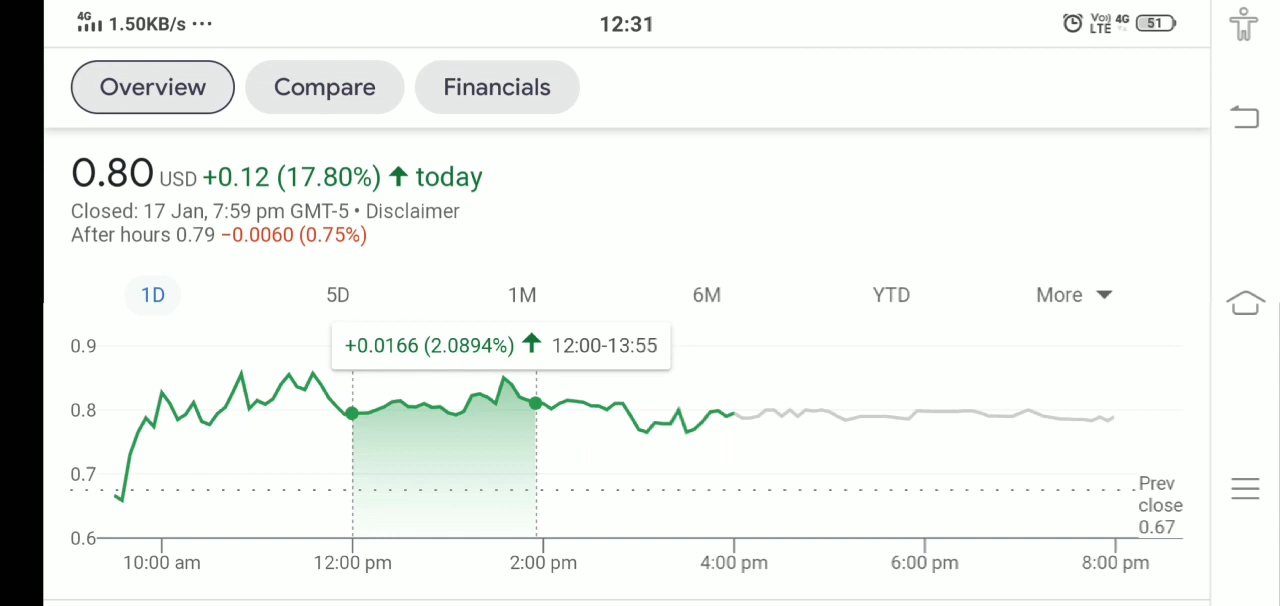 4G 1.50KB/s ··· 12:31 Vo)) LTE 4G 51
Overview Compare Financials
0.80 USD +0.12 (17.80%) ↑ today
Closed: 17 Jan, 7:59 pm GMT-5 • Disclaimer
After hours 0.79 −0.0060 (0.75%)
1D 5D 1M 6M YTD More
+0.0166 (2.0894%) ↑ 12:00-13:55
0.9
0.8
0.7
Prev
close
0.67
0.6
10:00 am 12:00 pm 2:00 pm 4:00 pm 6:00 pm 8:00 pm